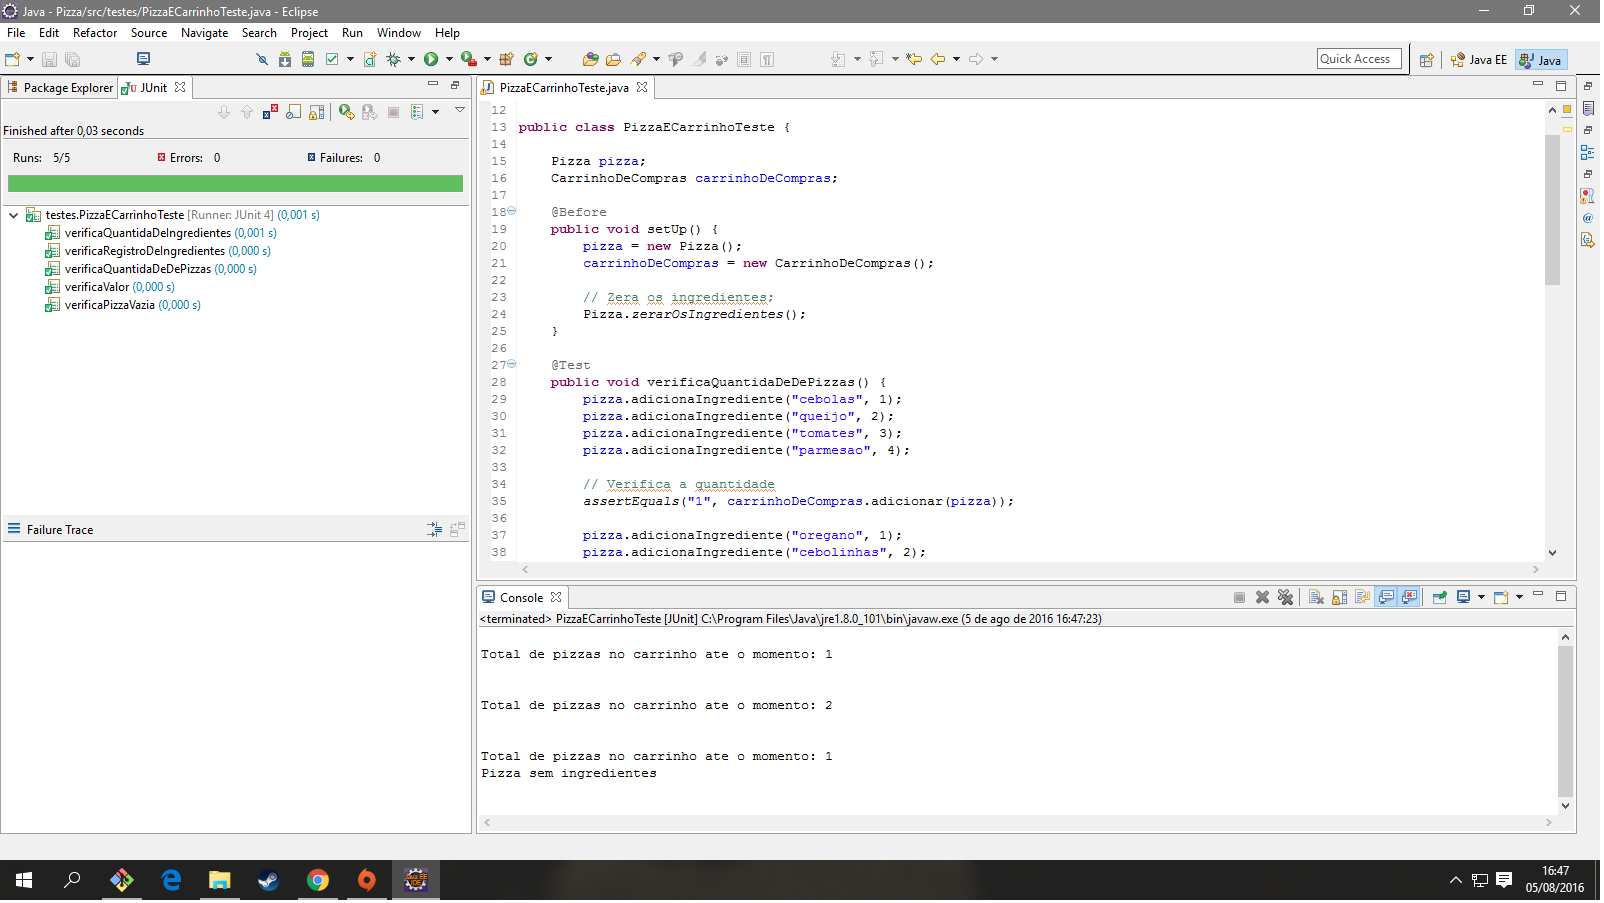 Java - Pizza/src/testes/PizzaECarrinhoTeste.java - Eclipse
File Edit Refactor Source Navigate Search Project Run Window Help
Quick Access
Java EE
Java
Package Explorer
JUnit
Finished after 0,03 seconds
Runs: 5/5
Errors: 0
Failures: 0
testes.PizzaECarrinhoTeste [Runner: JUnit 4] (0,001 s)
verificaQuantidaDeIngredientes (0,001 s)
verificaRegistroDeIngredientes (0,000 s)
verificaQuantidaDeDePizzas (0,000 s)
verificaValor (0,000 s)
verificaPizzaVazia (0,000 s)
Failure Trace
PizzaECarrinhoTeste.java
12
13 public class PizzaECarrinhoTeste {
14
15 Pizza pizza;
16 CarrinhoDeCompras carrinhoDeCompras;
17
18 @Before
19 public void setUp() {
20 pizza = new Pizza();
21 carrinhoDeCompras = new CarrinhoDeCompras();
22
23 // Zera os ingredientes;
24 Pizza.zerarOsIngredientes();
25 }
26
27 @Test
28 public void verificaQuantidaDeDePizzas() {
29 pizza.adicionaIngrediente("cebolas", 1);
30 pizza.adicionaIngrediente("queijo", 2);
31 pizza.adicionaIngrediente("tomates", 3);
32 pizza.adicionaIngrediente("parmesao", 4);
33
34 // Verifica a quantidade
35 assertEquals("1", carrinhoDeCompras.adicionar(pizza));
36
37 pizza.adicionaIngrediente("oregano", 1);
38 pizza.adicionaIngrediente("cebolinhas", 2);
Console
<terminated> PizzaECarrinhoTeste [JUnit] C:\Program Files\Java\jre1.8.0_101\bin\javaw.exe (5 de ago de 2016 16:47:23)
Total de pizzas no carrinho ate o momento: 1
Total de pizzas no carrinho ate o momento: 2
Total de pizzas no carrinho ate o momento: 1
Pizza sem ingredientes
16:47
05/08/2016